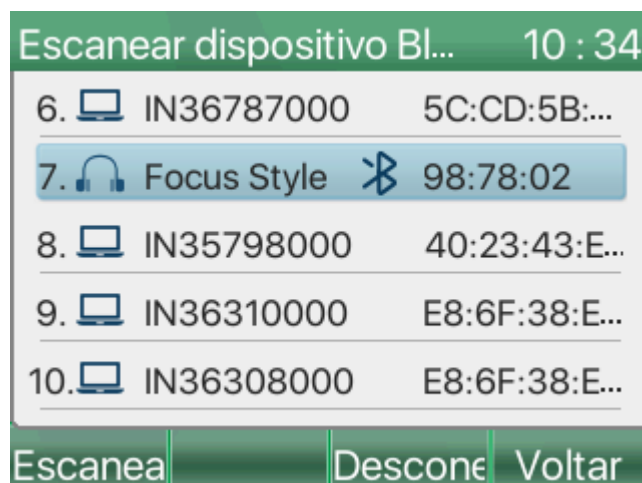 Escanear dispositivo Bl... 10 : 34
6. IN36787000 5C:CD:5B:...
7. Focus Style 98:78:02
8. IN35798000 40:23:43:E...
9. IN36310000 E8:6F:38:E...
10. IN36308000 E8:6F:38:E...
Escanea Descone Voltar